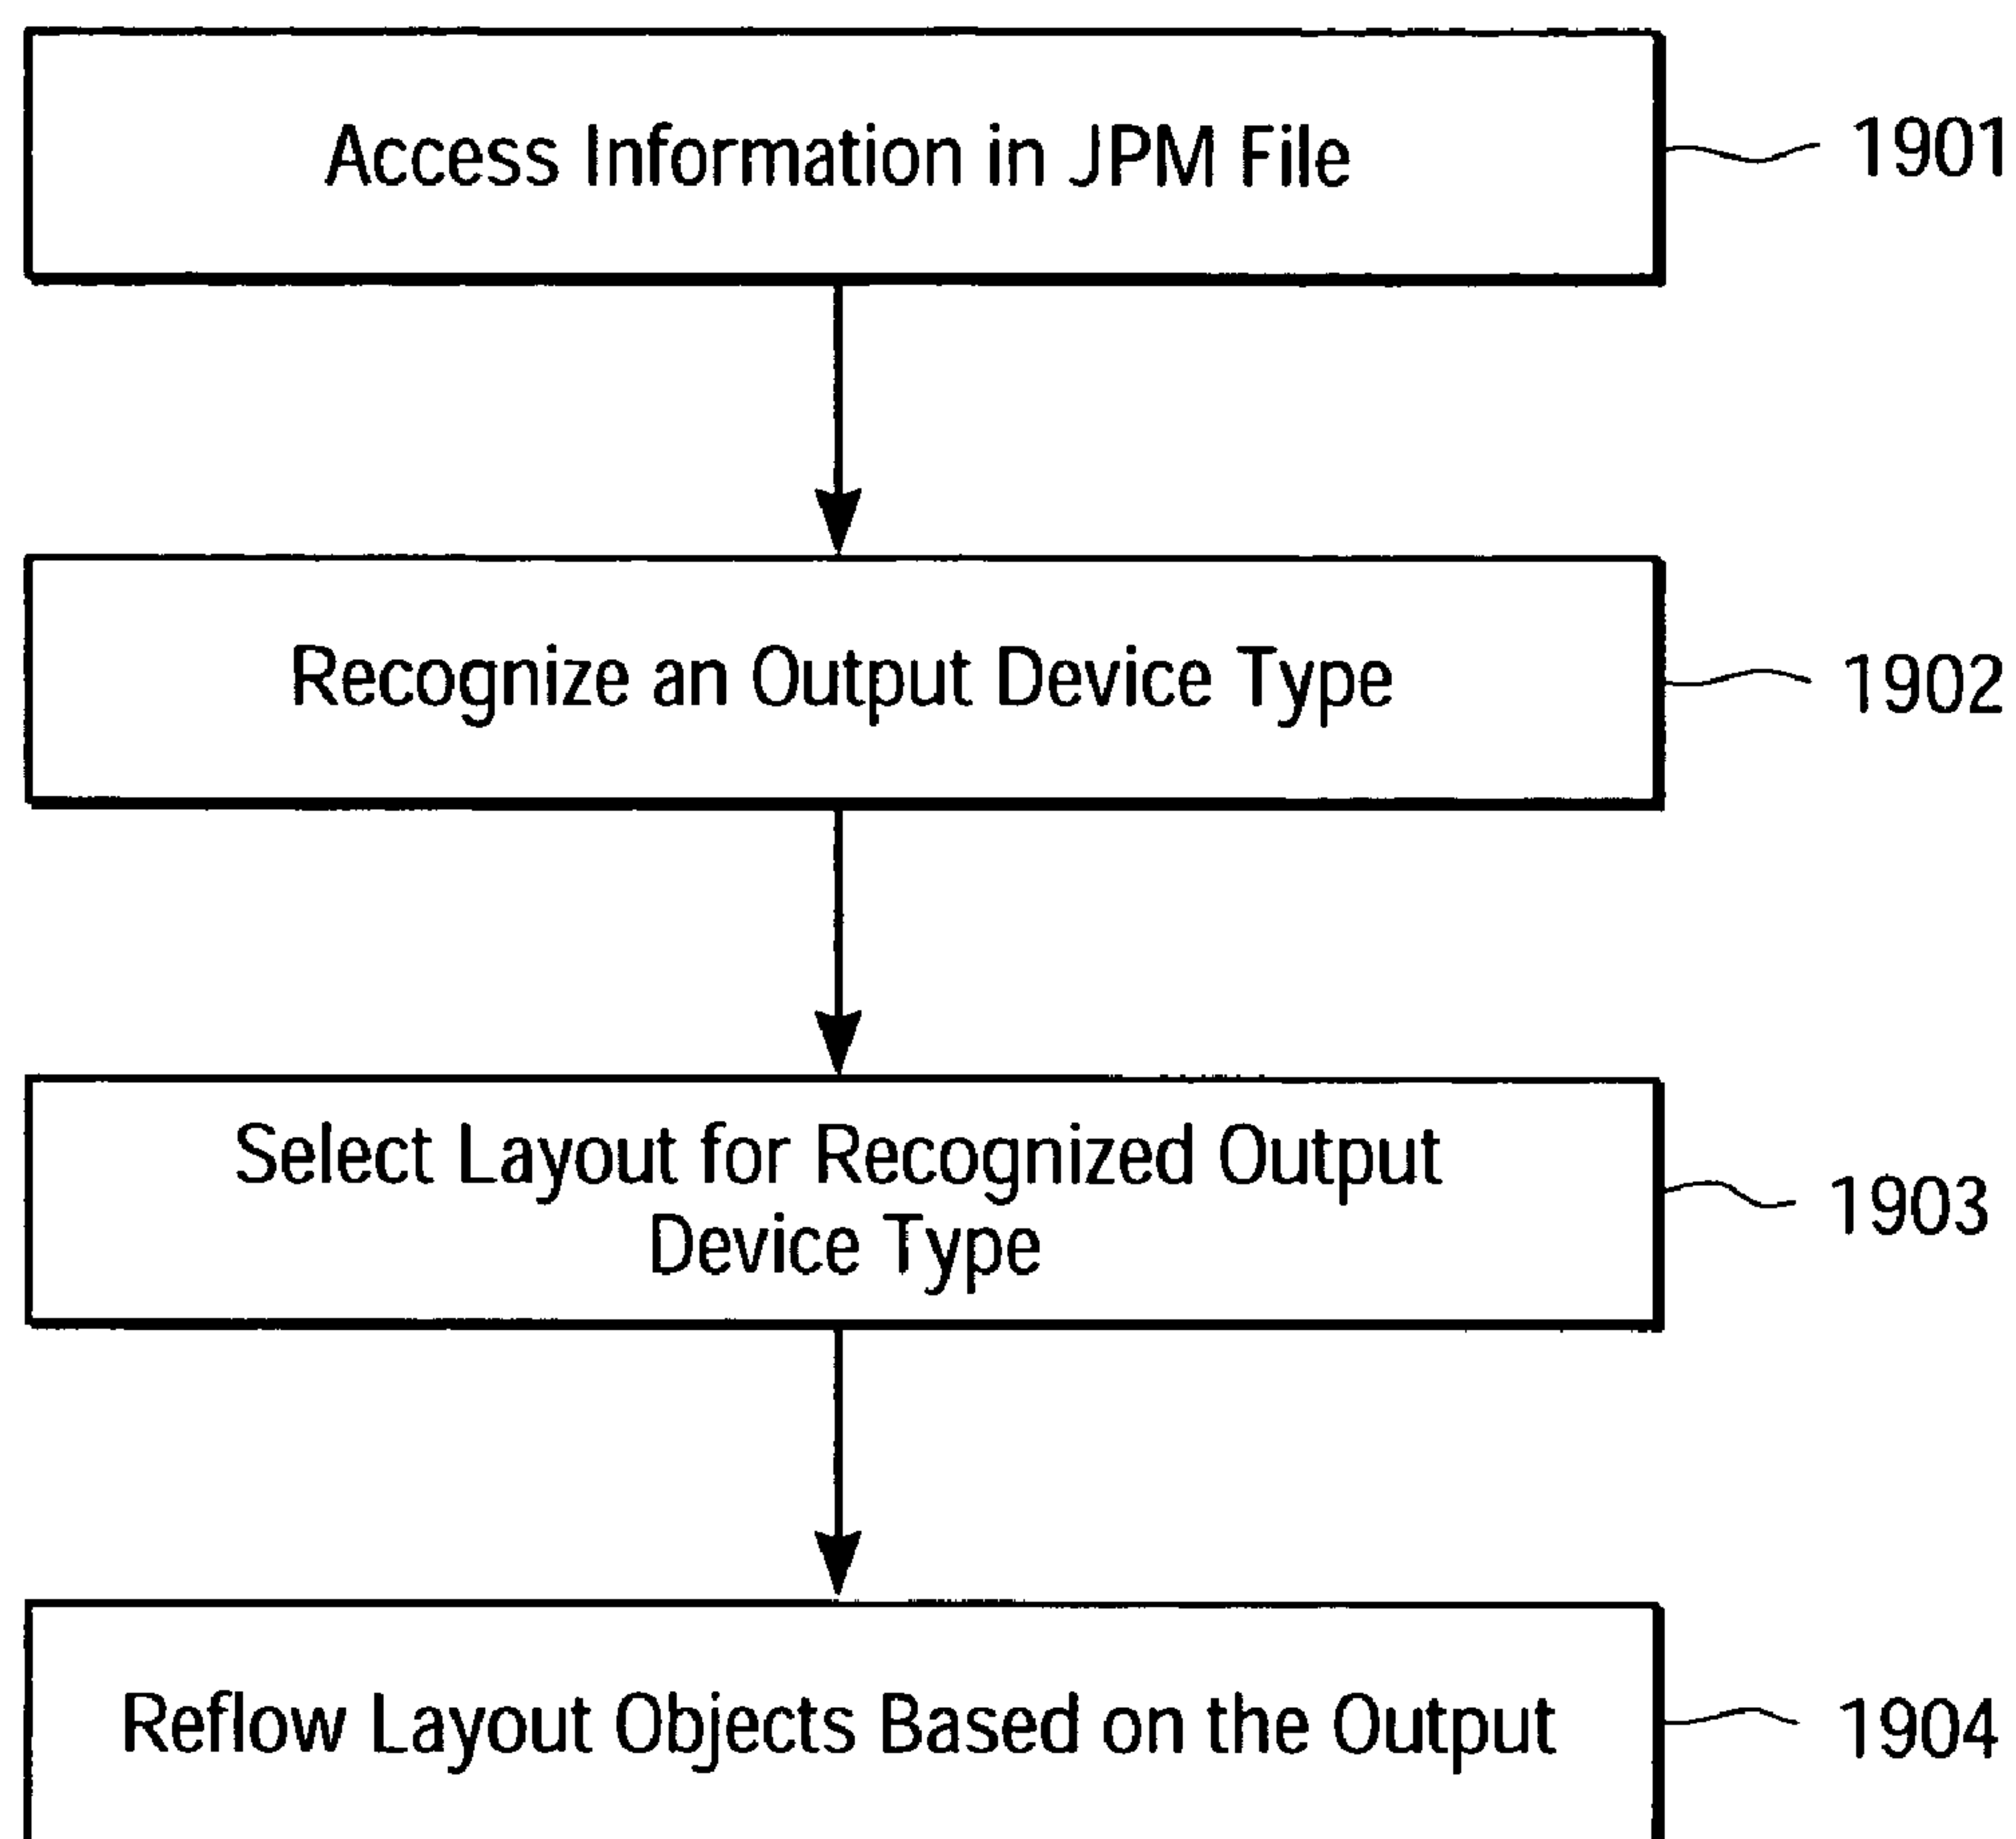 Access Information in JPM File
1901
Recognize an Output Device Type
1902
Select Layout for Recognized Output
Device Type
1903
Reflow Layout Objects Based on the Output
1904